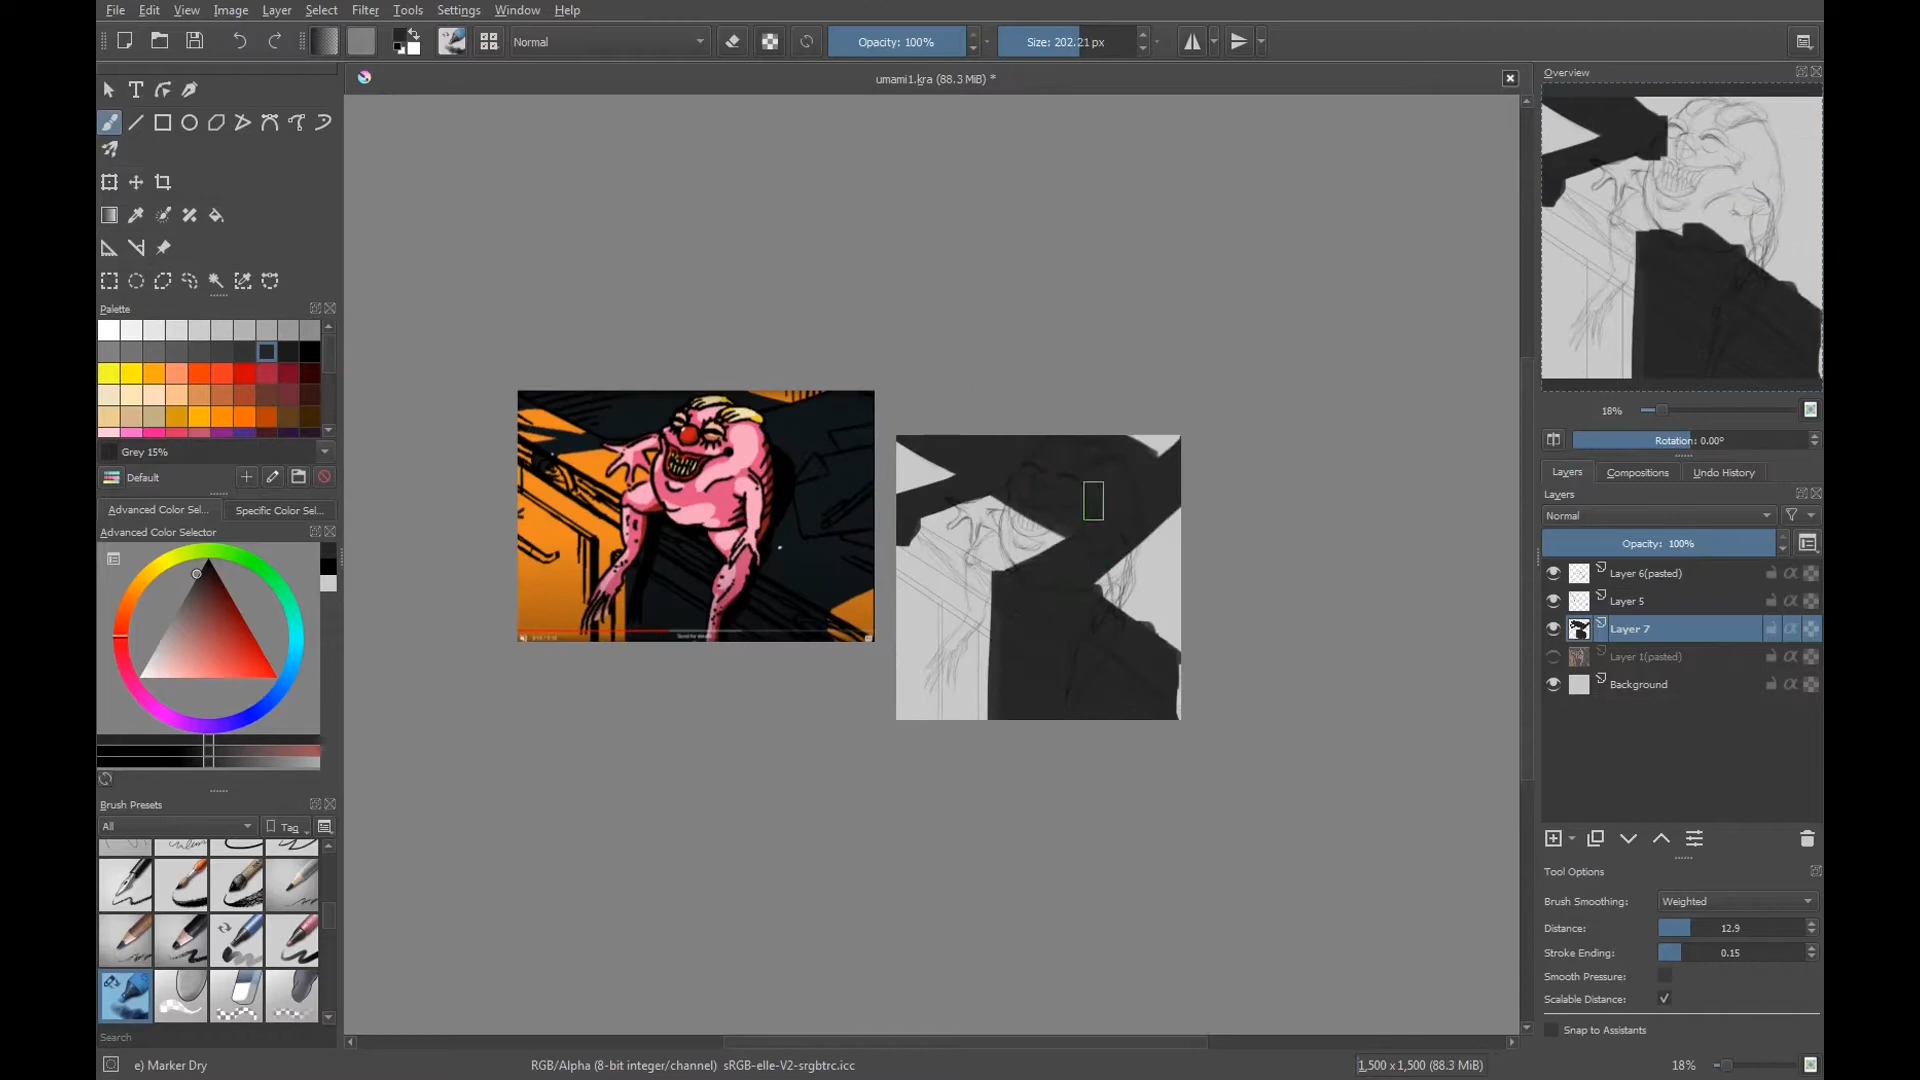 File Edit View Image Layer Select Filter Tools Settings Window Help
Normal
Opacity: 100%
Size: 202.21 px
umami1.kra (88.3 MiB) *
Overview
18%
Rotation: 0.00°
Layers Compositions Undo History
Layers
Normal
Opacity: 100%
Layer 6(pasted)
Layer 5
Layer 7
Layer 1(pasted)
Background
Tool Options
Brush Smoothing: Weighted
Distance: 12.9
Stroke Ending: 0.15
Smooth Pressure:
Scalable Distance:
Snap to Assistants
Palette
Grey 15%
Default
Advanced Color Sel... Specific Color Sel...
Advanced Color Selector
Brush Presets
All
Tag
Search
e) Marker Dry
RGB/Alpha (8-bit integer/channel) sRGB-elle-V2-srgbtrc.icc
1,500 x 1,500 (88.3 MiB)
18%